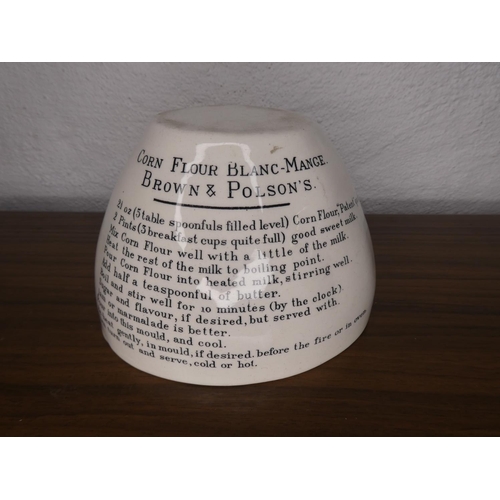 CORN FLOUR BLANC-MANGE.
BROWN & POLSON'S.
2½ oz (5 table spoonfuls filled level) Corn Flour, "Patent"
2 Pints (3 breakfast cups quite full) good sweet milk.
Mix Corn Flour well with a little of the milk.
Heat the rest of the milk to boiling point.
Pour Corn Flour into heated milk, stirring well.
Add half a teaspoonful of butter.
Boil and stir well for 10 minutes (by the clock).
and flavour, if desired, but served with
or marmalade is better.
into this mould, and cool.
gently, in mould, if desired, before the fire or in oven
out and serve, cold or hot.